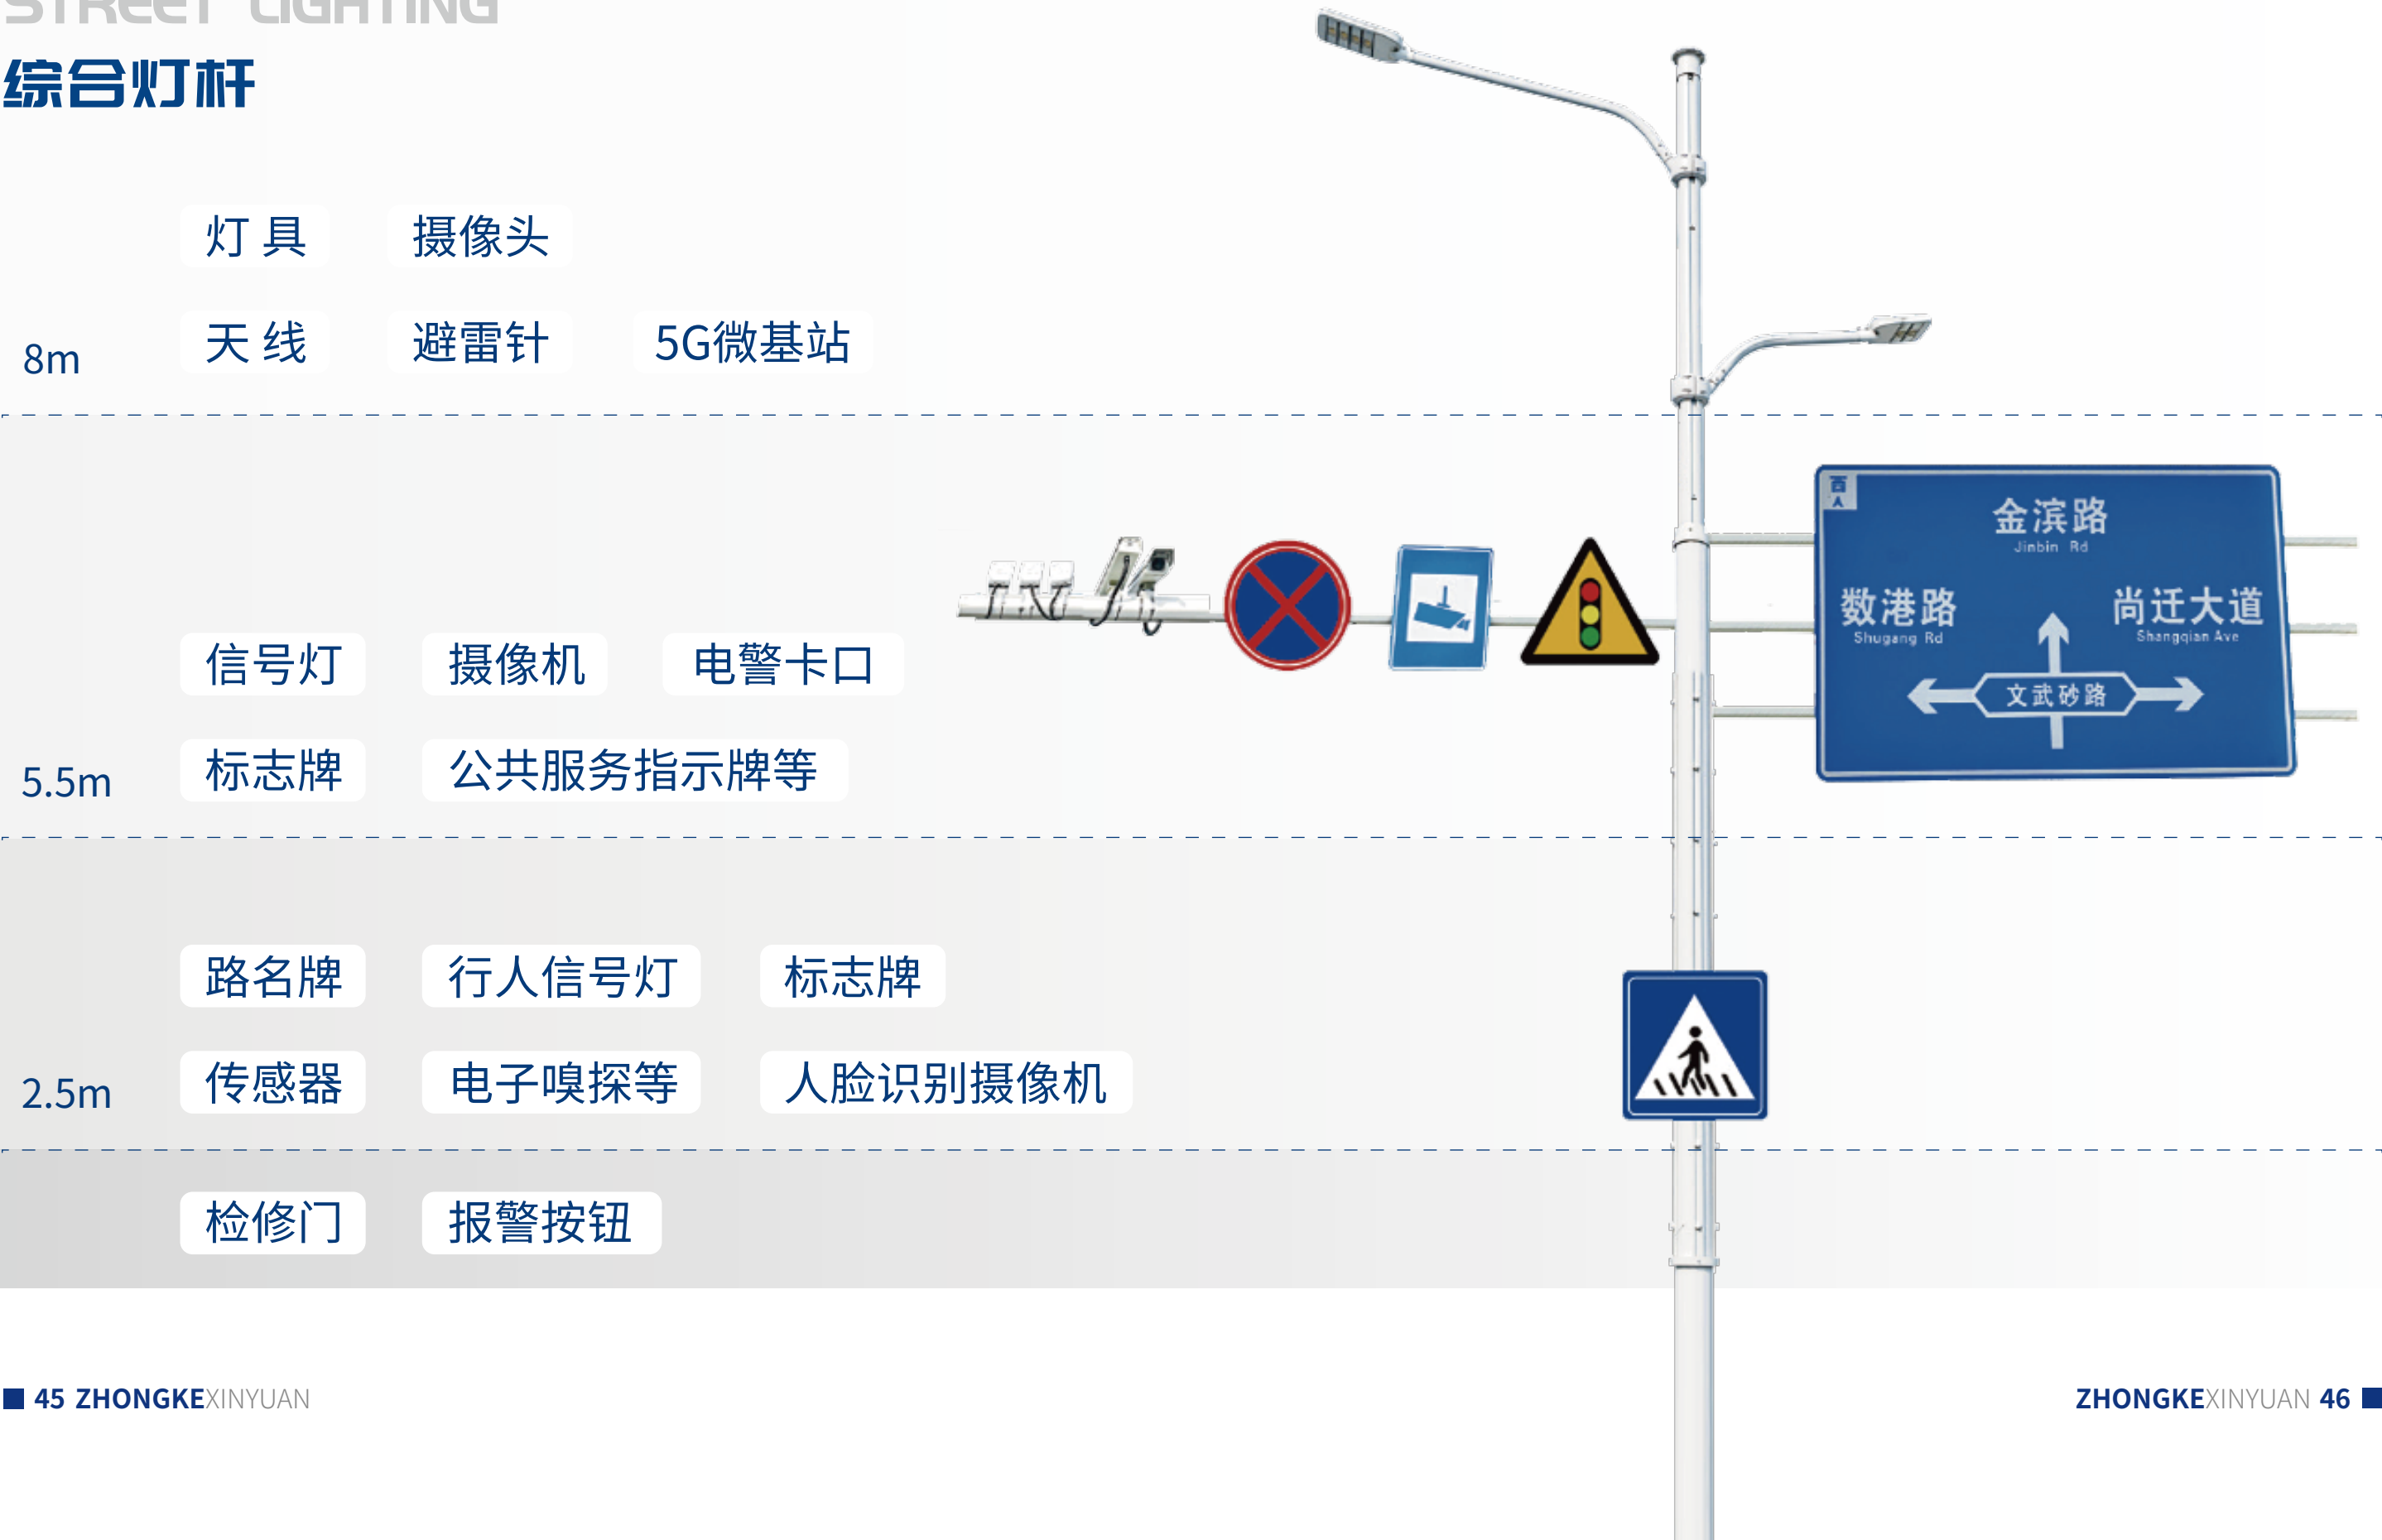 STREET LIGHTING
综合灯杆
灯 具 摄像头
8m 天 线 避雷针 5G微基站
信号灯 摄像机 电警卡口
5.5m 标志牌 公共服务指示牌等
路名牌 行人信号灯 标志牌
2.5m 传感器 电子嗅探等 人脸识别摄像机
检修门 报警按钮
西
金滨路
Jinbin Rd
数港路 尚迁大道
Shugang Rd Shangqian Ave
文武砂路
45 ZHONGKEXINYUAN
ZHONGKEXINYUAN 46